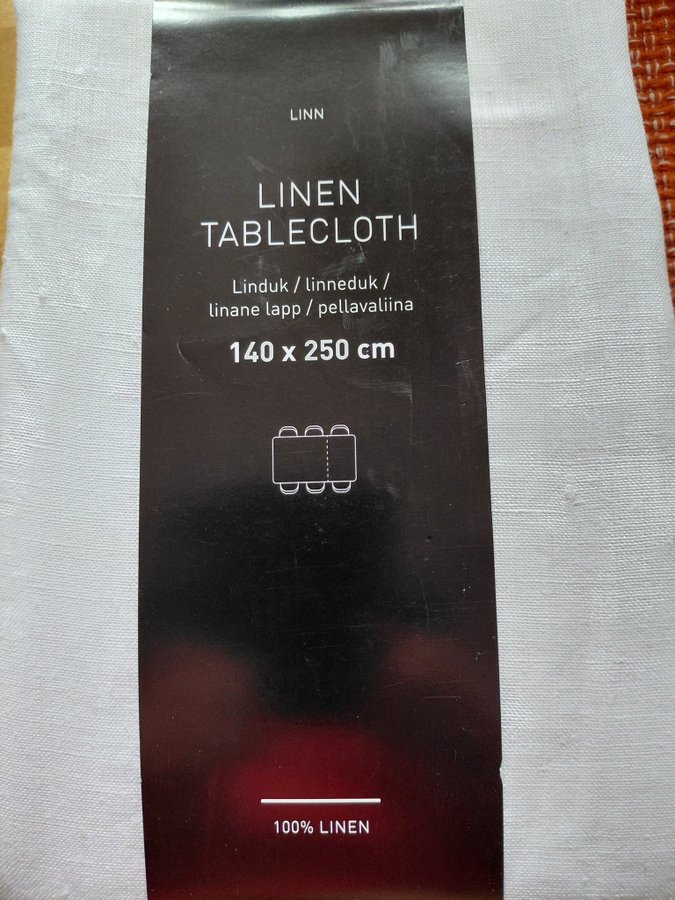 LINN
LINEN
TABLECLOTH
Linduk / linneduk /
linane lapp / pellavaliina
140 x 250 cm
100% LINEN